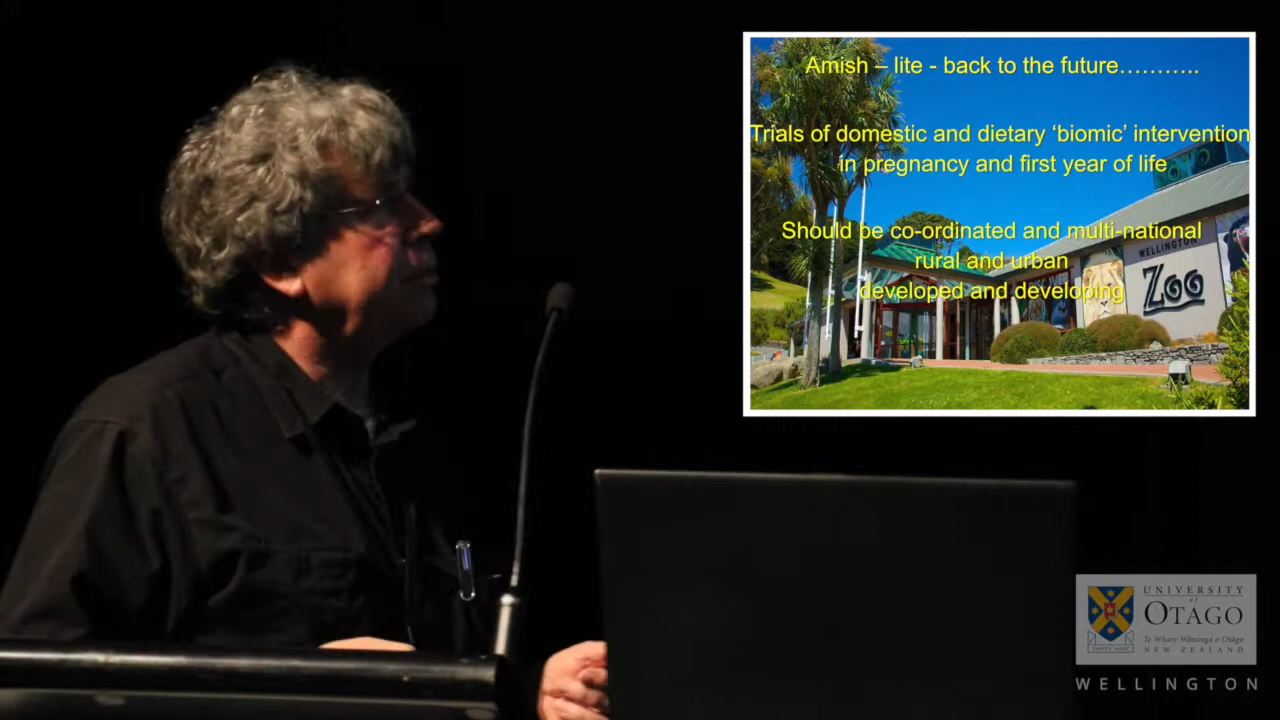 Amish – lite - back to the future………..
Trials of domestic and dietary ‘biomic’ intervention
in pregnancy and first year of life
Should be co-ordinated and multi-national
rural and urban
developed and developing
WELLINGTON
Zoo
UNIVERSITY
of
OTAGO
Te Whare Wānanga o Otāgo
NEW ZEALAND
SAPERE AUDE
WELLINGTON